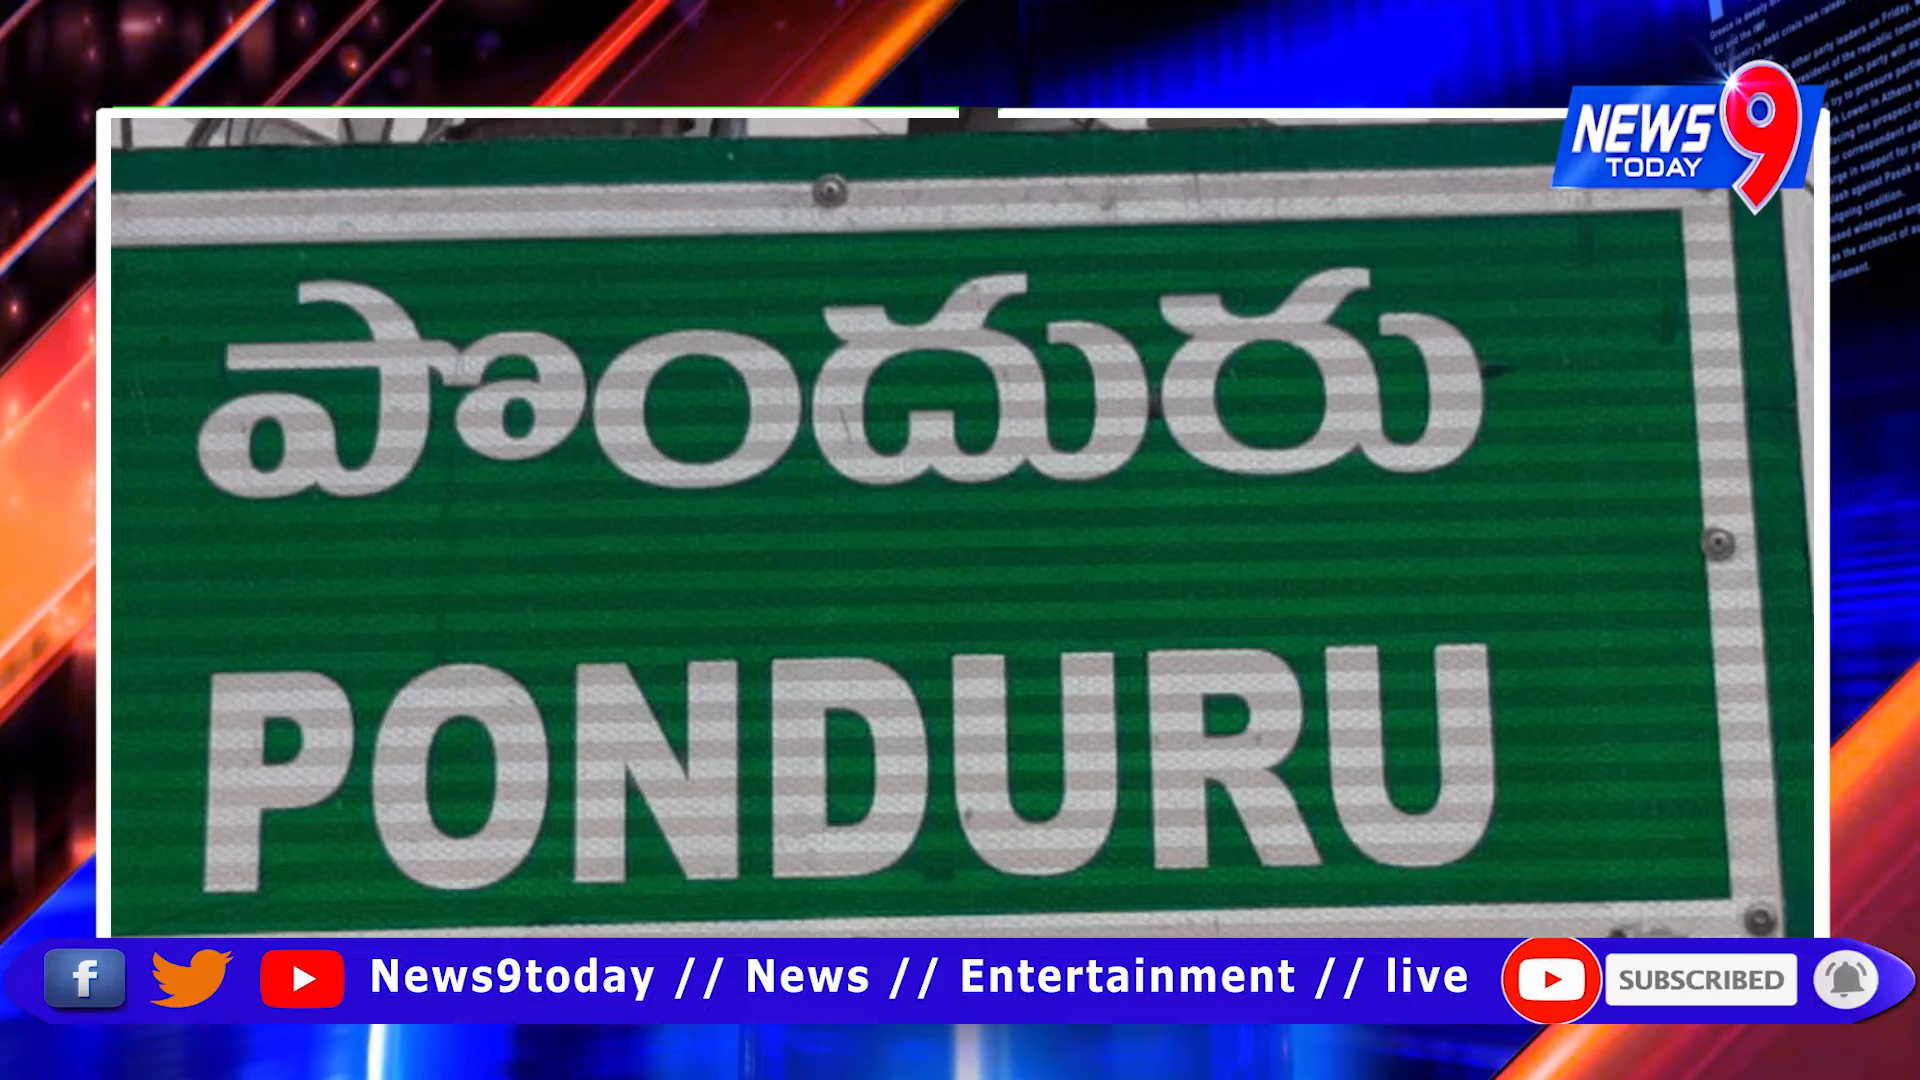 NEWS 9
TODAY
పొందురు
PONDURU
News9today // News // Entertainment // live
SUBSCRIBED